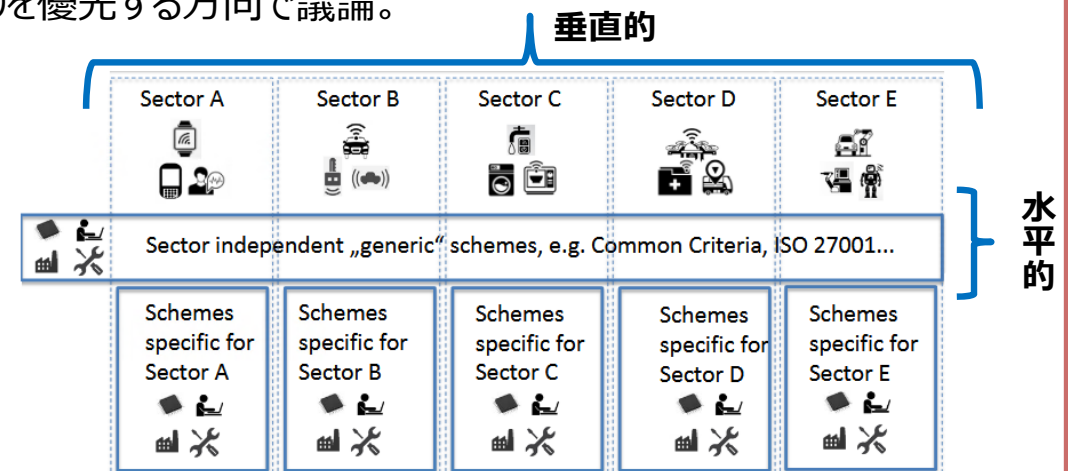 を優先する方向で議論。
垂直的
Sector A
Sector B
Sector C
Sector D
Sector E
水平的
Sector independent „generic“ schemes, e.g. Common Criteria, ISO 27001...
Schemes
specific for
Sector A
Schemes
specific for
Sector B
Schemes
specific for
Sector C
Schemes
specific for
Sector D
Schemes
specific for
Sector E